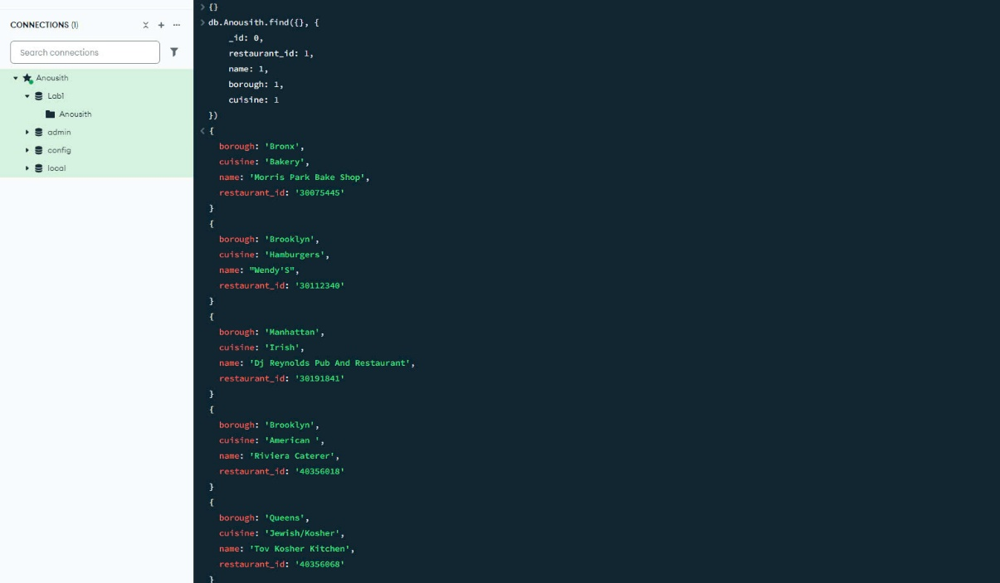 CONNECTIONS (1)
Search connections
Anousith
Lab1
Anousith
admin
config
local
> {}
> db.Anousith.find({}, {
_id: 0,
restaurant_id: 1,
name: 1,
borough: 1,
cuisine: 1
})
< {
borough: 'Bronx',
cuisine: 'Bakery',
name: 'Morris Park Bake Shop',
restaurant_id: '30075445'
}
{
borough: 'Brooklyn',
cuisine: 'Hamburgers',
name: "Wendy'S",
restaurant_id: '30112340'
}
{
borough: 'Manhattan',
cuisine: 'Irish',
name: 'Dj Reynolds Pub And Restaurant',
restaurant_id: '30191841'
}
{
borough: 'Brooklyn',
cuisine: 'American ',
name: 'Riviera Caterer',
restaurant_id: '40356018'
}
{
borough: 'Queens',
cuisine: 'Jewish/Kosher',
name: 'Tov Kosher Kitchen',
restaurant_id: '40356068'
}